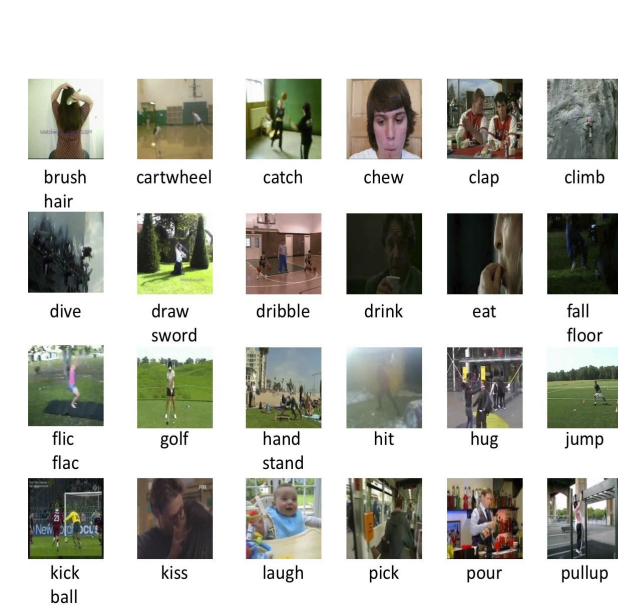 brush cartwheel catch chew clap climb
hair
dive draw dribble drink eat fall
sword floor
flic golf hand hit hug jump
flac stand
kick kiss laugh pick pour pullup
ball